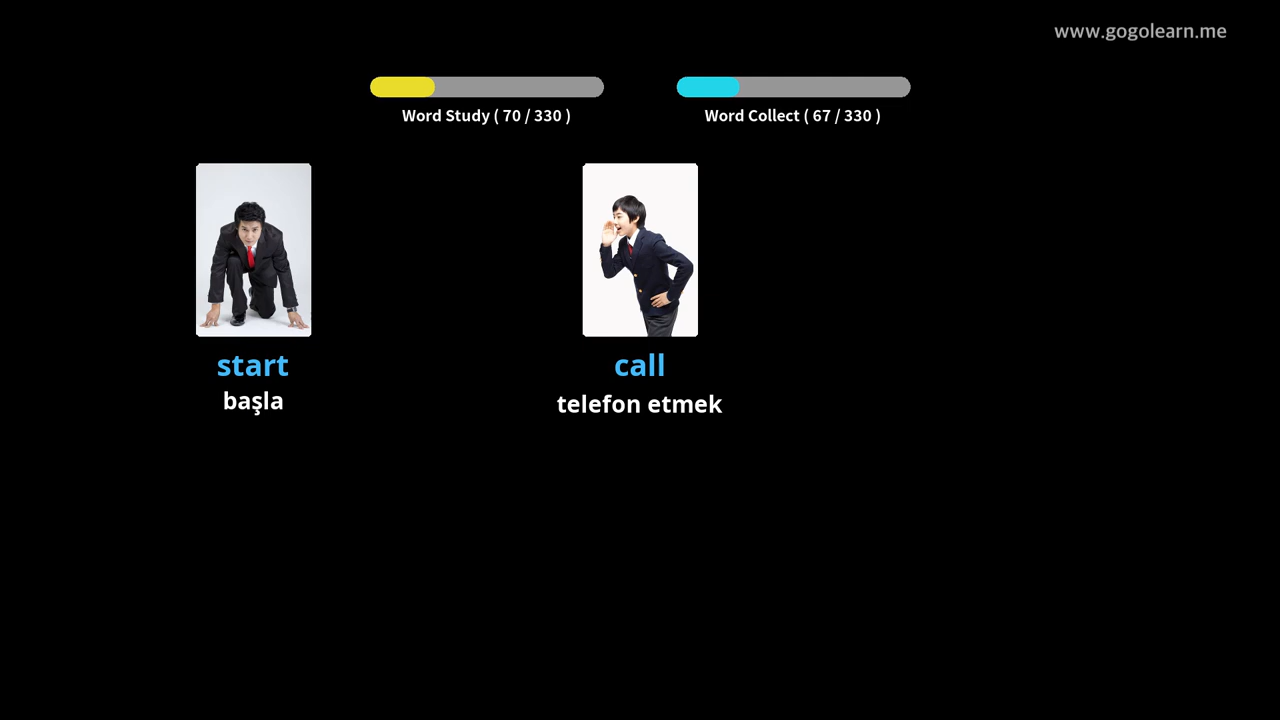 www.gogolearn.me
Word Study ( 70 / 330 )
Word Collect ( 67 / 330 )
start
başla
call
telefon etmek